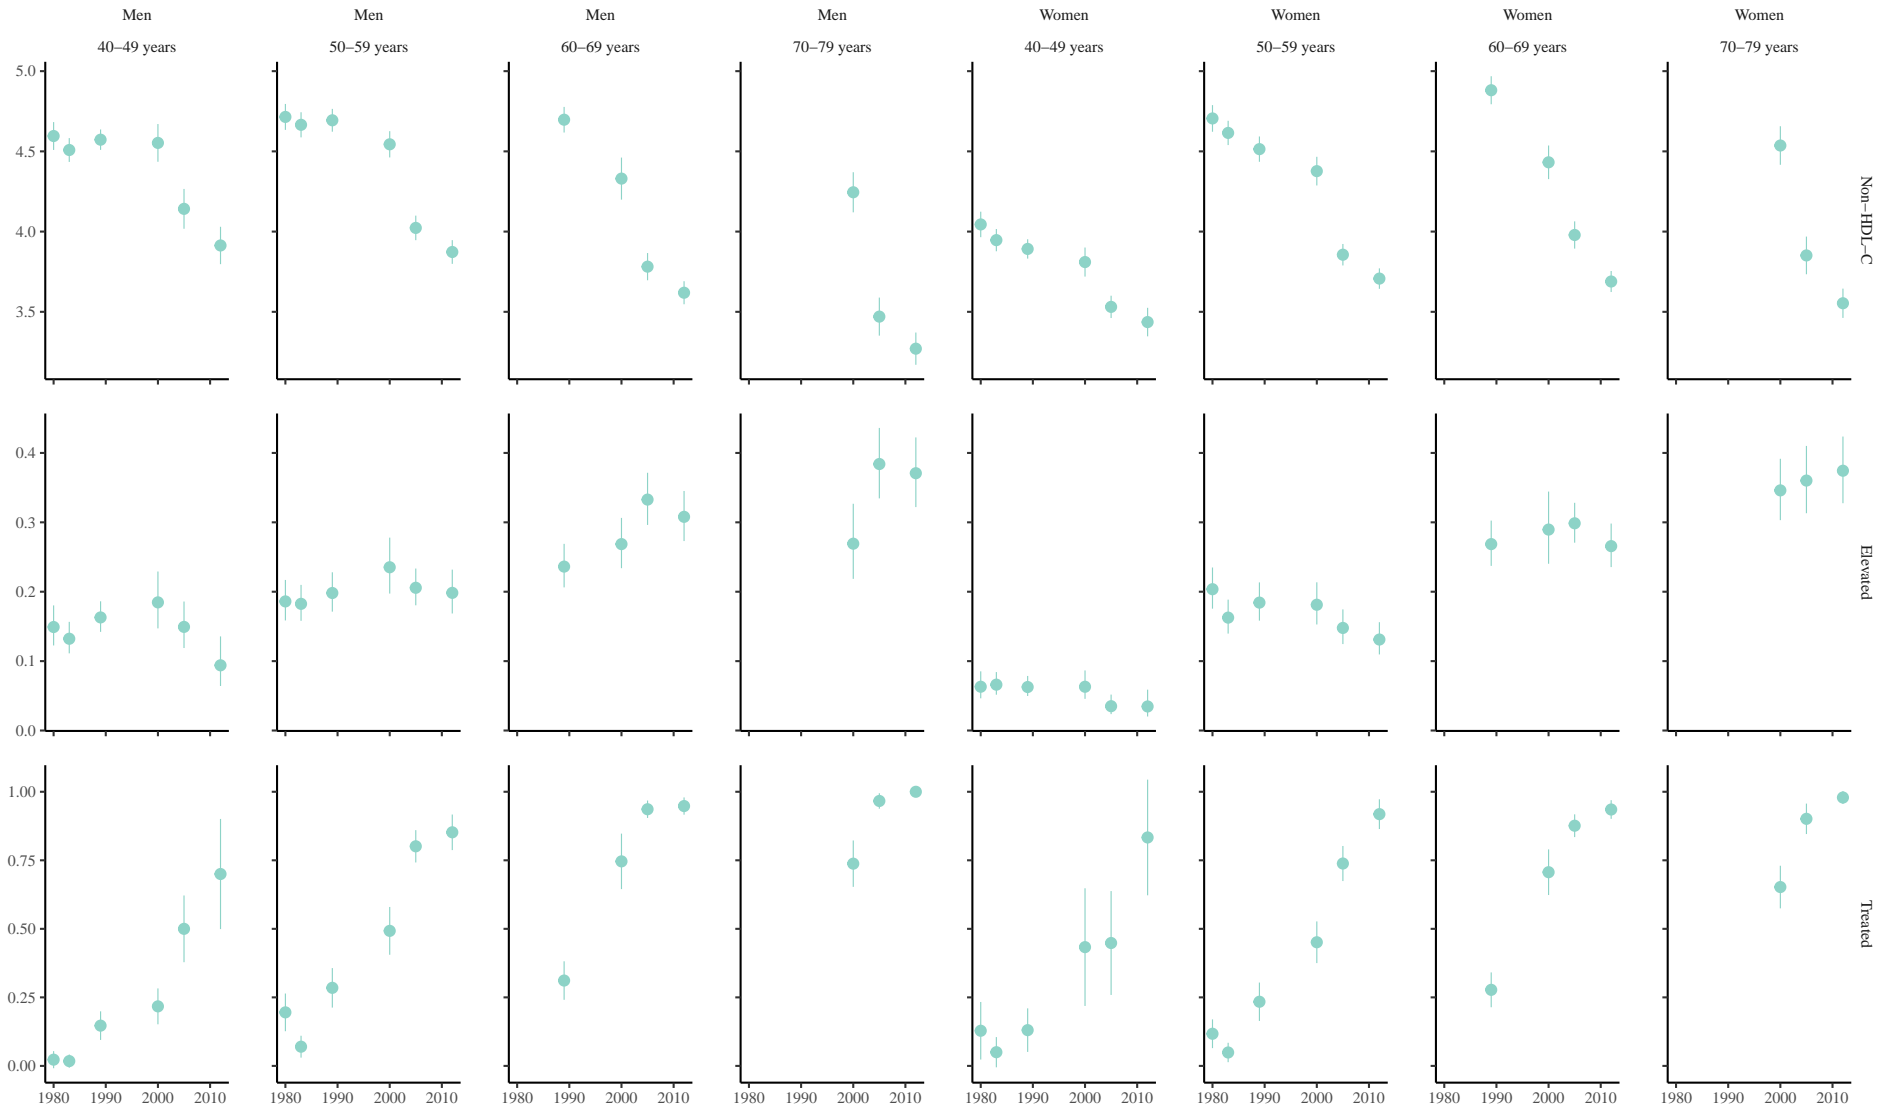 Men Men Men Men Women Women Women Women
40–49 years 50–59 years 60–69 years 70–79 years 40–49 years 50–59 years 60–69 years 70–79 years
5.0
4.5
4.0
3.5
Non−HDL−C
0.4
0.3
0.2
0.1
0.0
Elevated
1.00
0.75
0.50
0.25
0.00
Treated
1980 1990 2000 2010 1980 1990 2000 2010 1980 1990 2000 2010 1980 1990 2000 2010 1980 1990 2000 2010 1980 1990 2000 2010 1980 1990 2000 2010 1980 1990 2000 2010